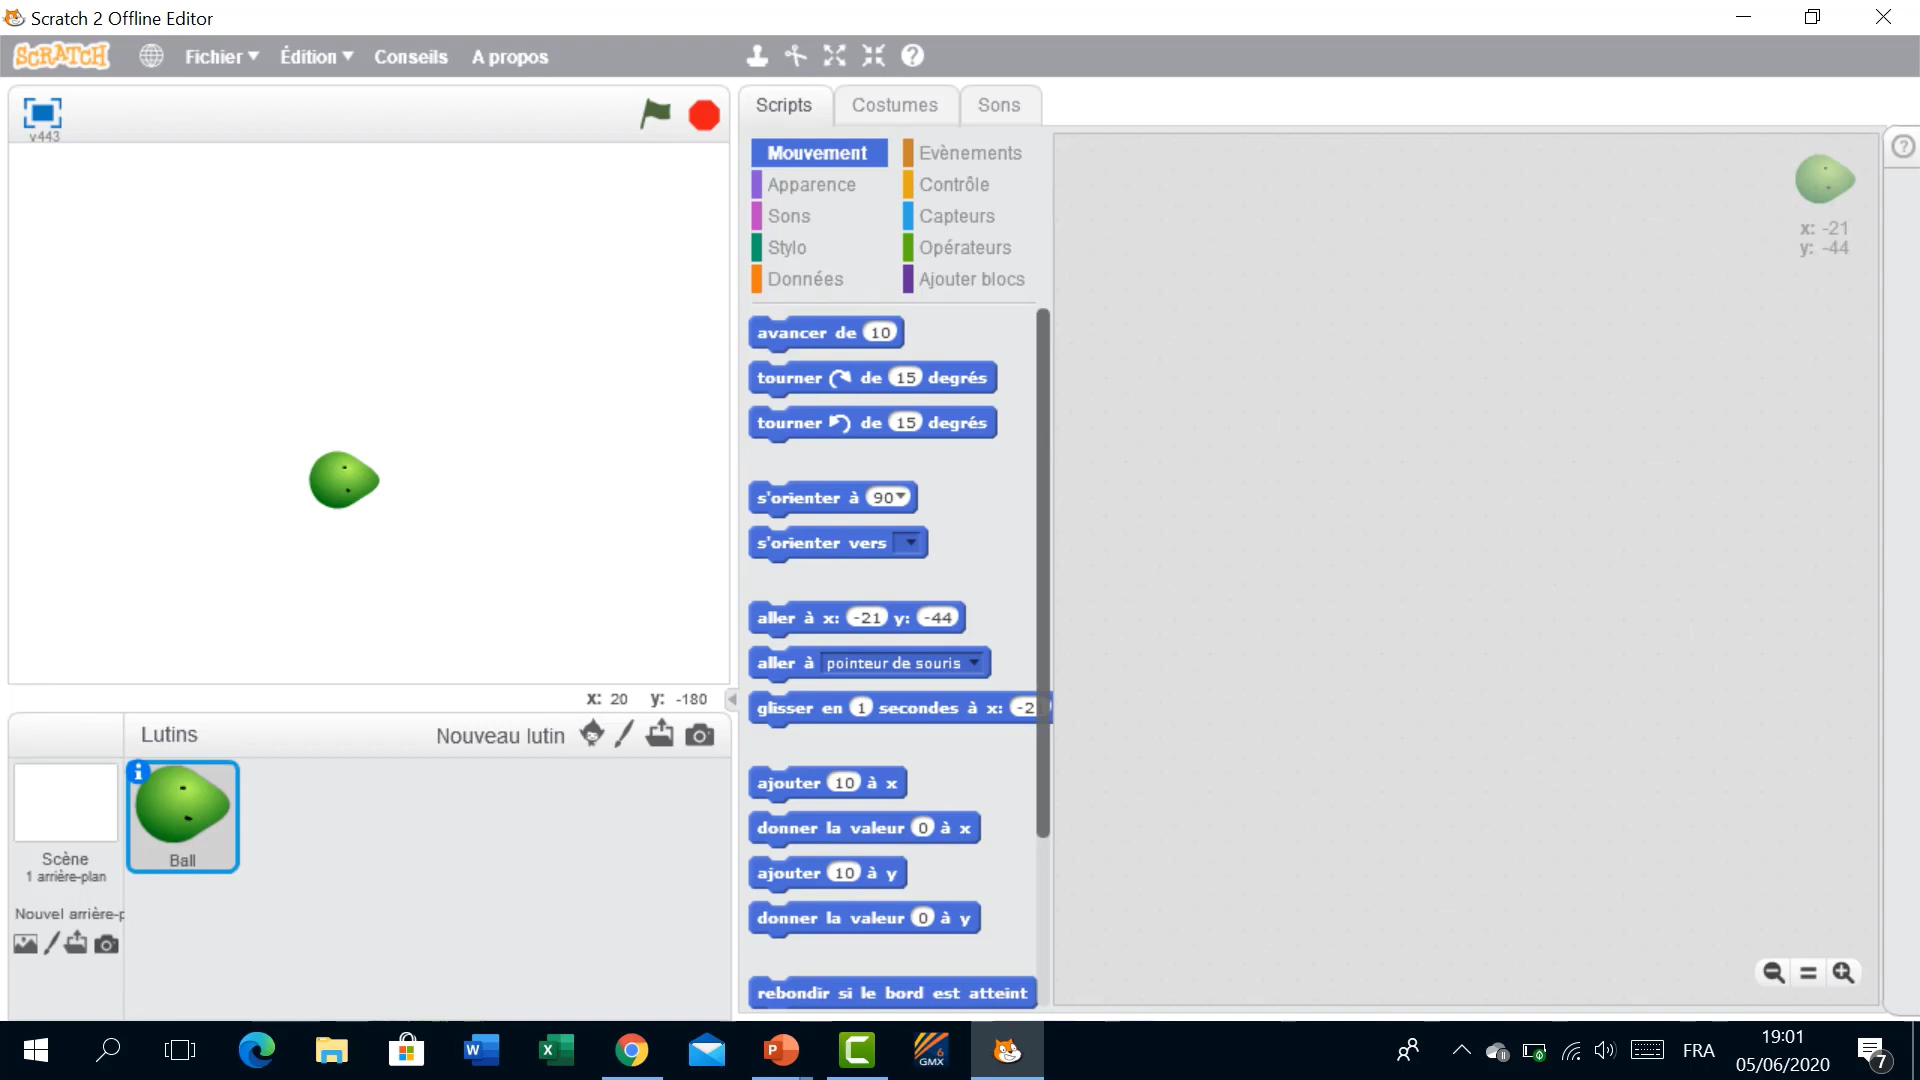 Scratch 2 Offline Editor
SCRATCH Fichier Édition Conseils A propos
v443
Scripts Costumes Sons
Mouvement
Apparence
Sons
Stylo
Données
Evènements
Contrôle
Capteurs
Opérateurs
Ajouter blocs
avancer de 10
tourner de 15 degrés
tourner de 15 degrés
s'orienter à 90
s'orienter vers
aller à x: -21 y: -44
aller à pointeur de souris
glisser en 1 secondes à x: -2
ajouter 10 à x
donner la valeur 0 à x
ajouter 10 à y
donner la valeur 0 à y
rebondir si le bord est atteint
x: -21
y: -44
x: 20 y: -180
Lutins Nouveau lutin
Ball
Scène
1 arrière-plan
Nouvel arrière-p
GMX 6
FRA
19:01
05/06/2020
7